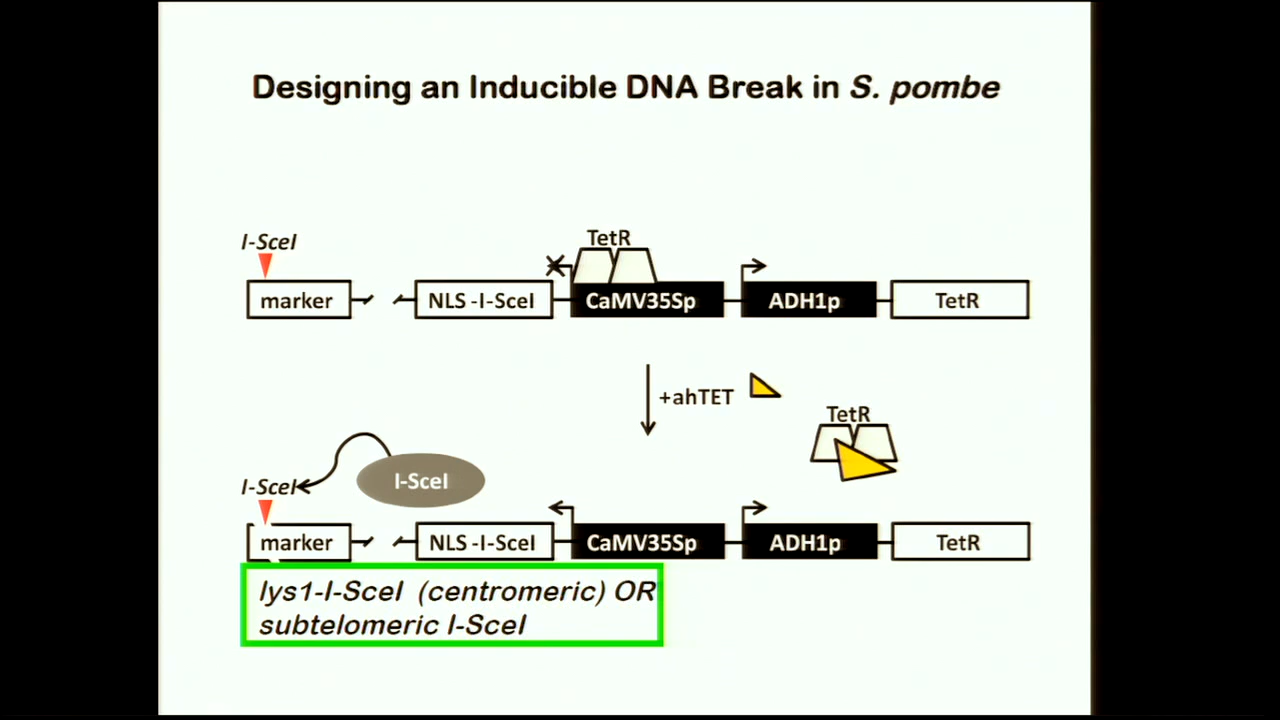 Designing an Inducible DNA Break in S. pombe
I-SceI
TetR
marker
NLS -I-SceI
CaMV35Sp
ADH1p
TetR
+ahTET
TetR
I-SceI
I-SceI
marker
NLS -I-SceI
CaMV35Sp
ADH1p
TetR
lys1-I-SceI (centromeric) OR
subtelomeric I-SceI